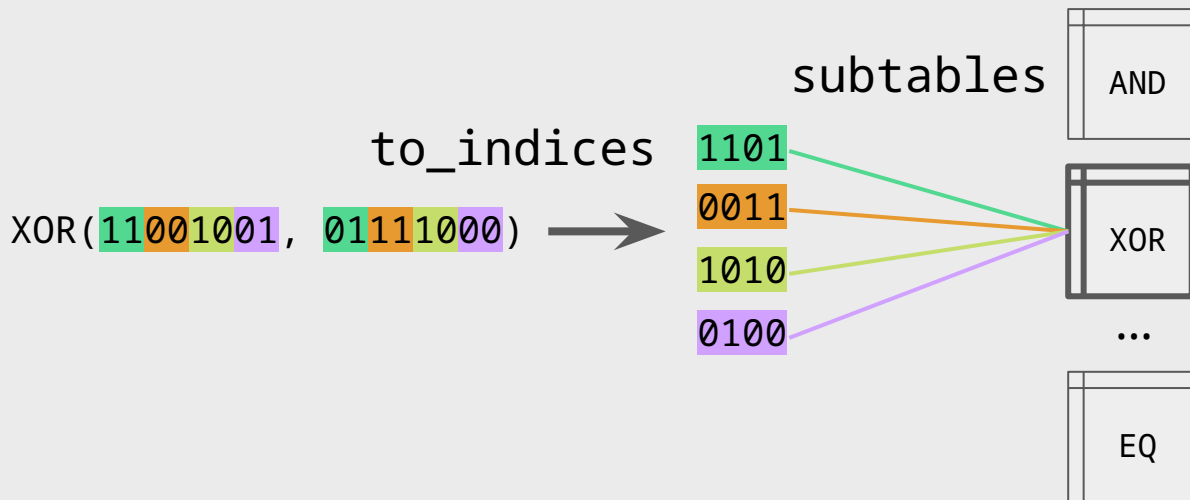 subtables
AND
to_indices
1101
0011
XOR(11001001, 01111000)
XOR
1010
0100
...
EQ